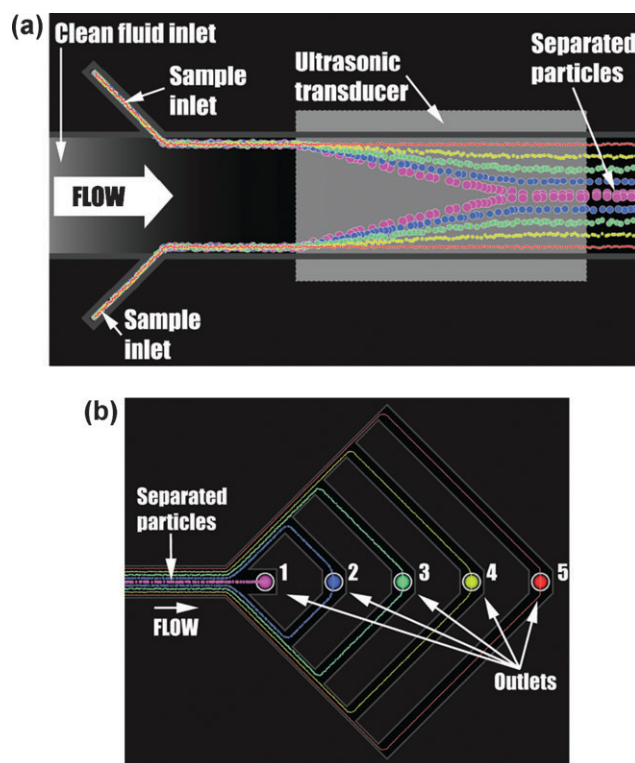 (a)
Clean fluid inlet
Sample
inlet
Ultrasonic
transducer
Separated
particles
FLOW
Sample
inlet
(b)
Separated
particles
1
2
3
4
5
FLOW
Outlets